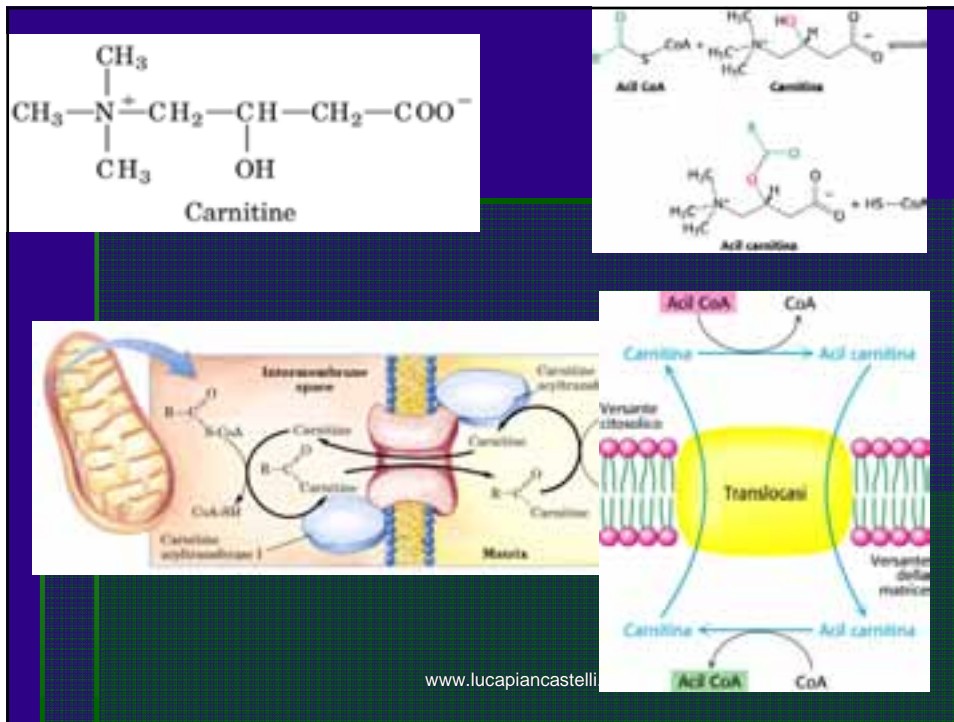 CH₃
CH₃—N⁺—CH₂—CH—CH₂—COO⁻
CH₃ OH
Carnitine
O H₃C HO
R S—CoA + H₃C—N⁺ H O⁻
H₃C O
Acil CoA Carnitina
R
O
O
H₃C H O
H₃C—N⁺ O⁻ + HS—CoA
H₃C
Acil carnitina
Intermembrane
space
O
R—C
S-CoA
Carnitine
O
R—C
Carnitine
CoA-SH
Carnitine
acyltransferase I
Carnitine
Carnitine
O
R—C
Carnitine
Matrix
Acil CoA CoA
Carnitina Acil carnitina
Versante
citosolico
Translocasi
Versante
della
matrice
Carnitina Acil carnitina
Acil CoA CoA
www.lucapiancastelli.